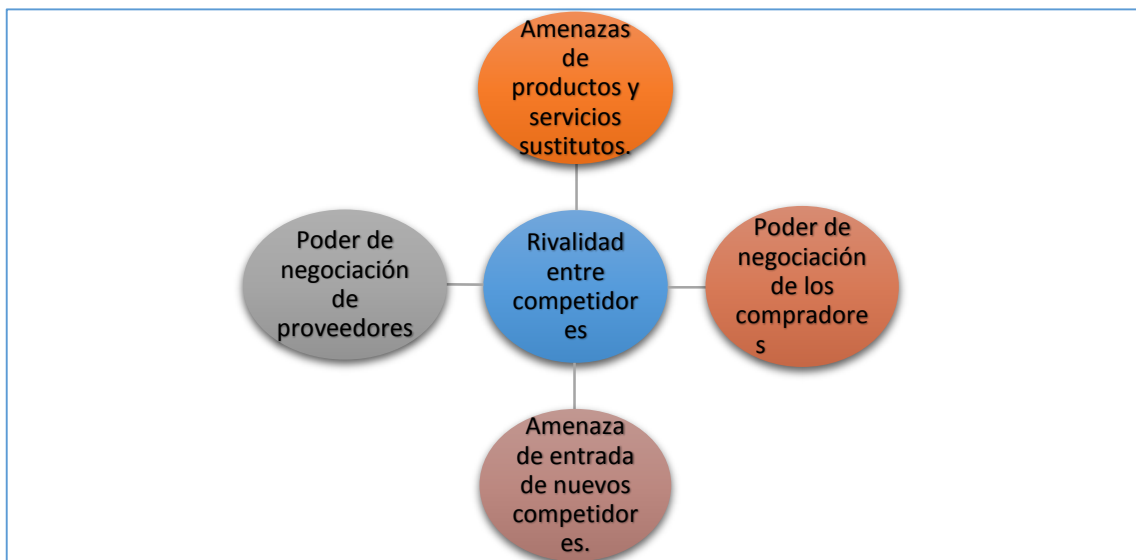 Amenazas
de
productos y
servicios
sustitutos.
Poder de
negociación
de
proveedores
Rivalidad
entre
competidor
es
Poder de
negociación
de los
compradore
s
Amenaza
de entrada
de nuevos
competidor
es.